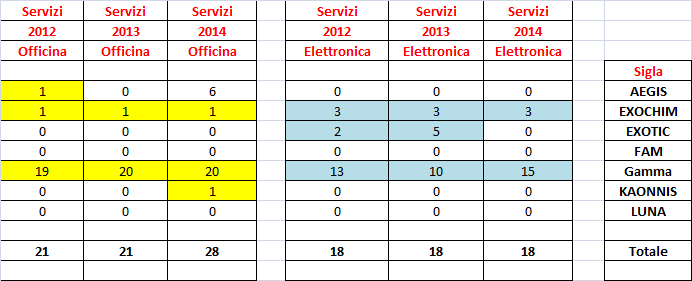 Servizi Servizi Servizi Servizi Servizi Servizi
2012 2013 2014 2012 2013 2014
Officina Officina Officina Elettronica Elettronica Elettronica
Sigla
1 0 6 0 0 0 AEGIS
1 1 1 3 3 3 EXOCHIM
0 0 0 2 5 0 EXOTIC
0 0 0 0 0 0 FAM
19 20 20 13 10 15 Gamma
0 0 1 0 0 0 KAONNIS
0 0 0 0 0 0 LUNA
21 21 28 18 18 18 Totale